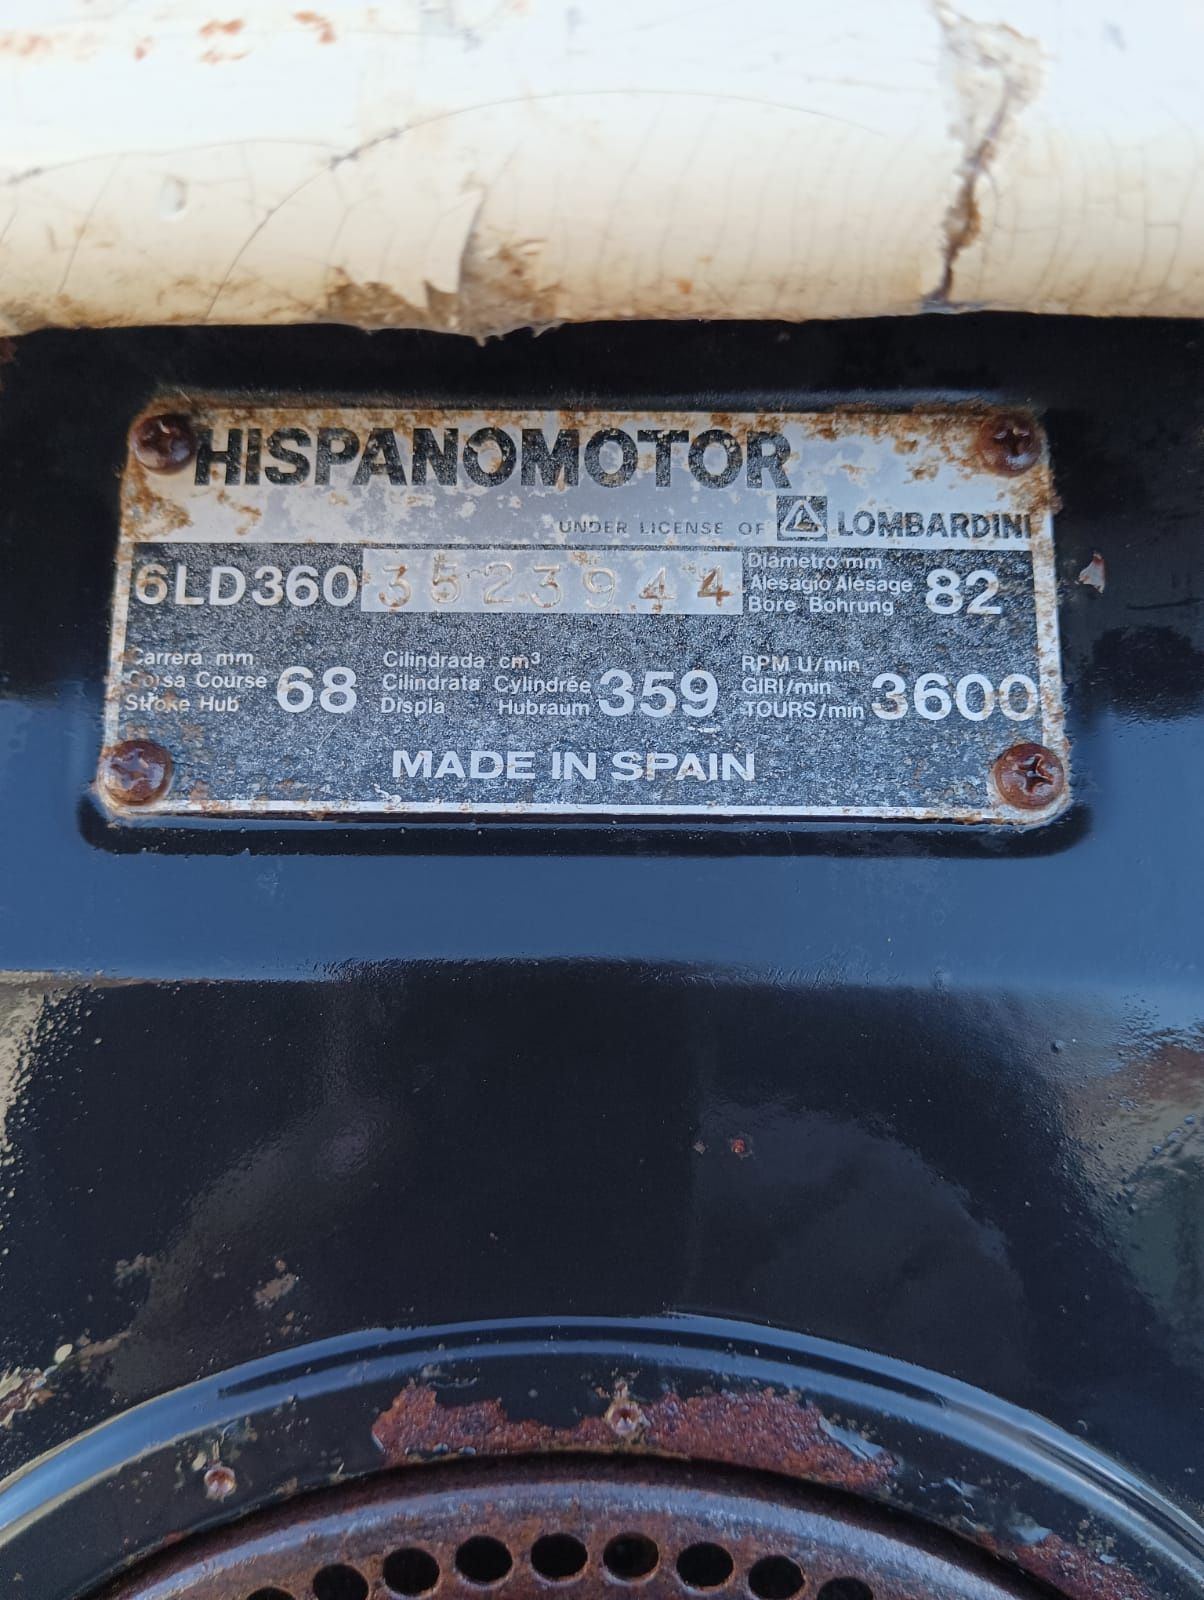 HISPANOMOTOR
UNDER LICENSE OF LOMBARDINI
6LD360 3523944
Diametro mm
Alesagio Alésage
Bore Bohrung
82
Carrera mm
Corsa Course
Stroke Hub
68
Cilindrada cm³
Cilindrata Cylindrée
Displa Hubraum
359
RPM U/min
GIRI/min
TOURS/min
3600
MADE IN SPAIN